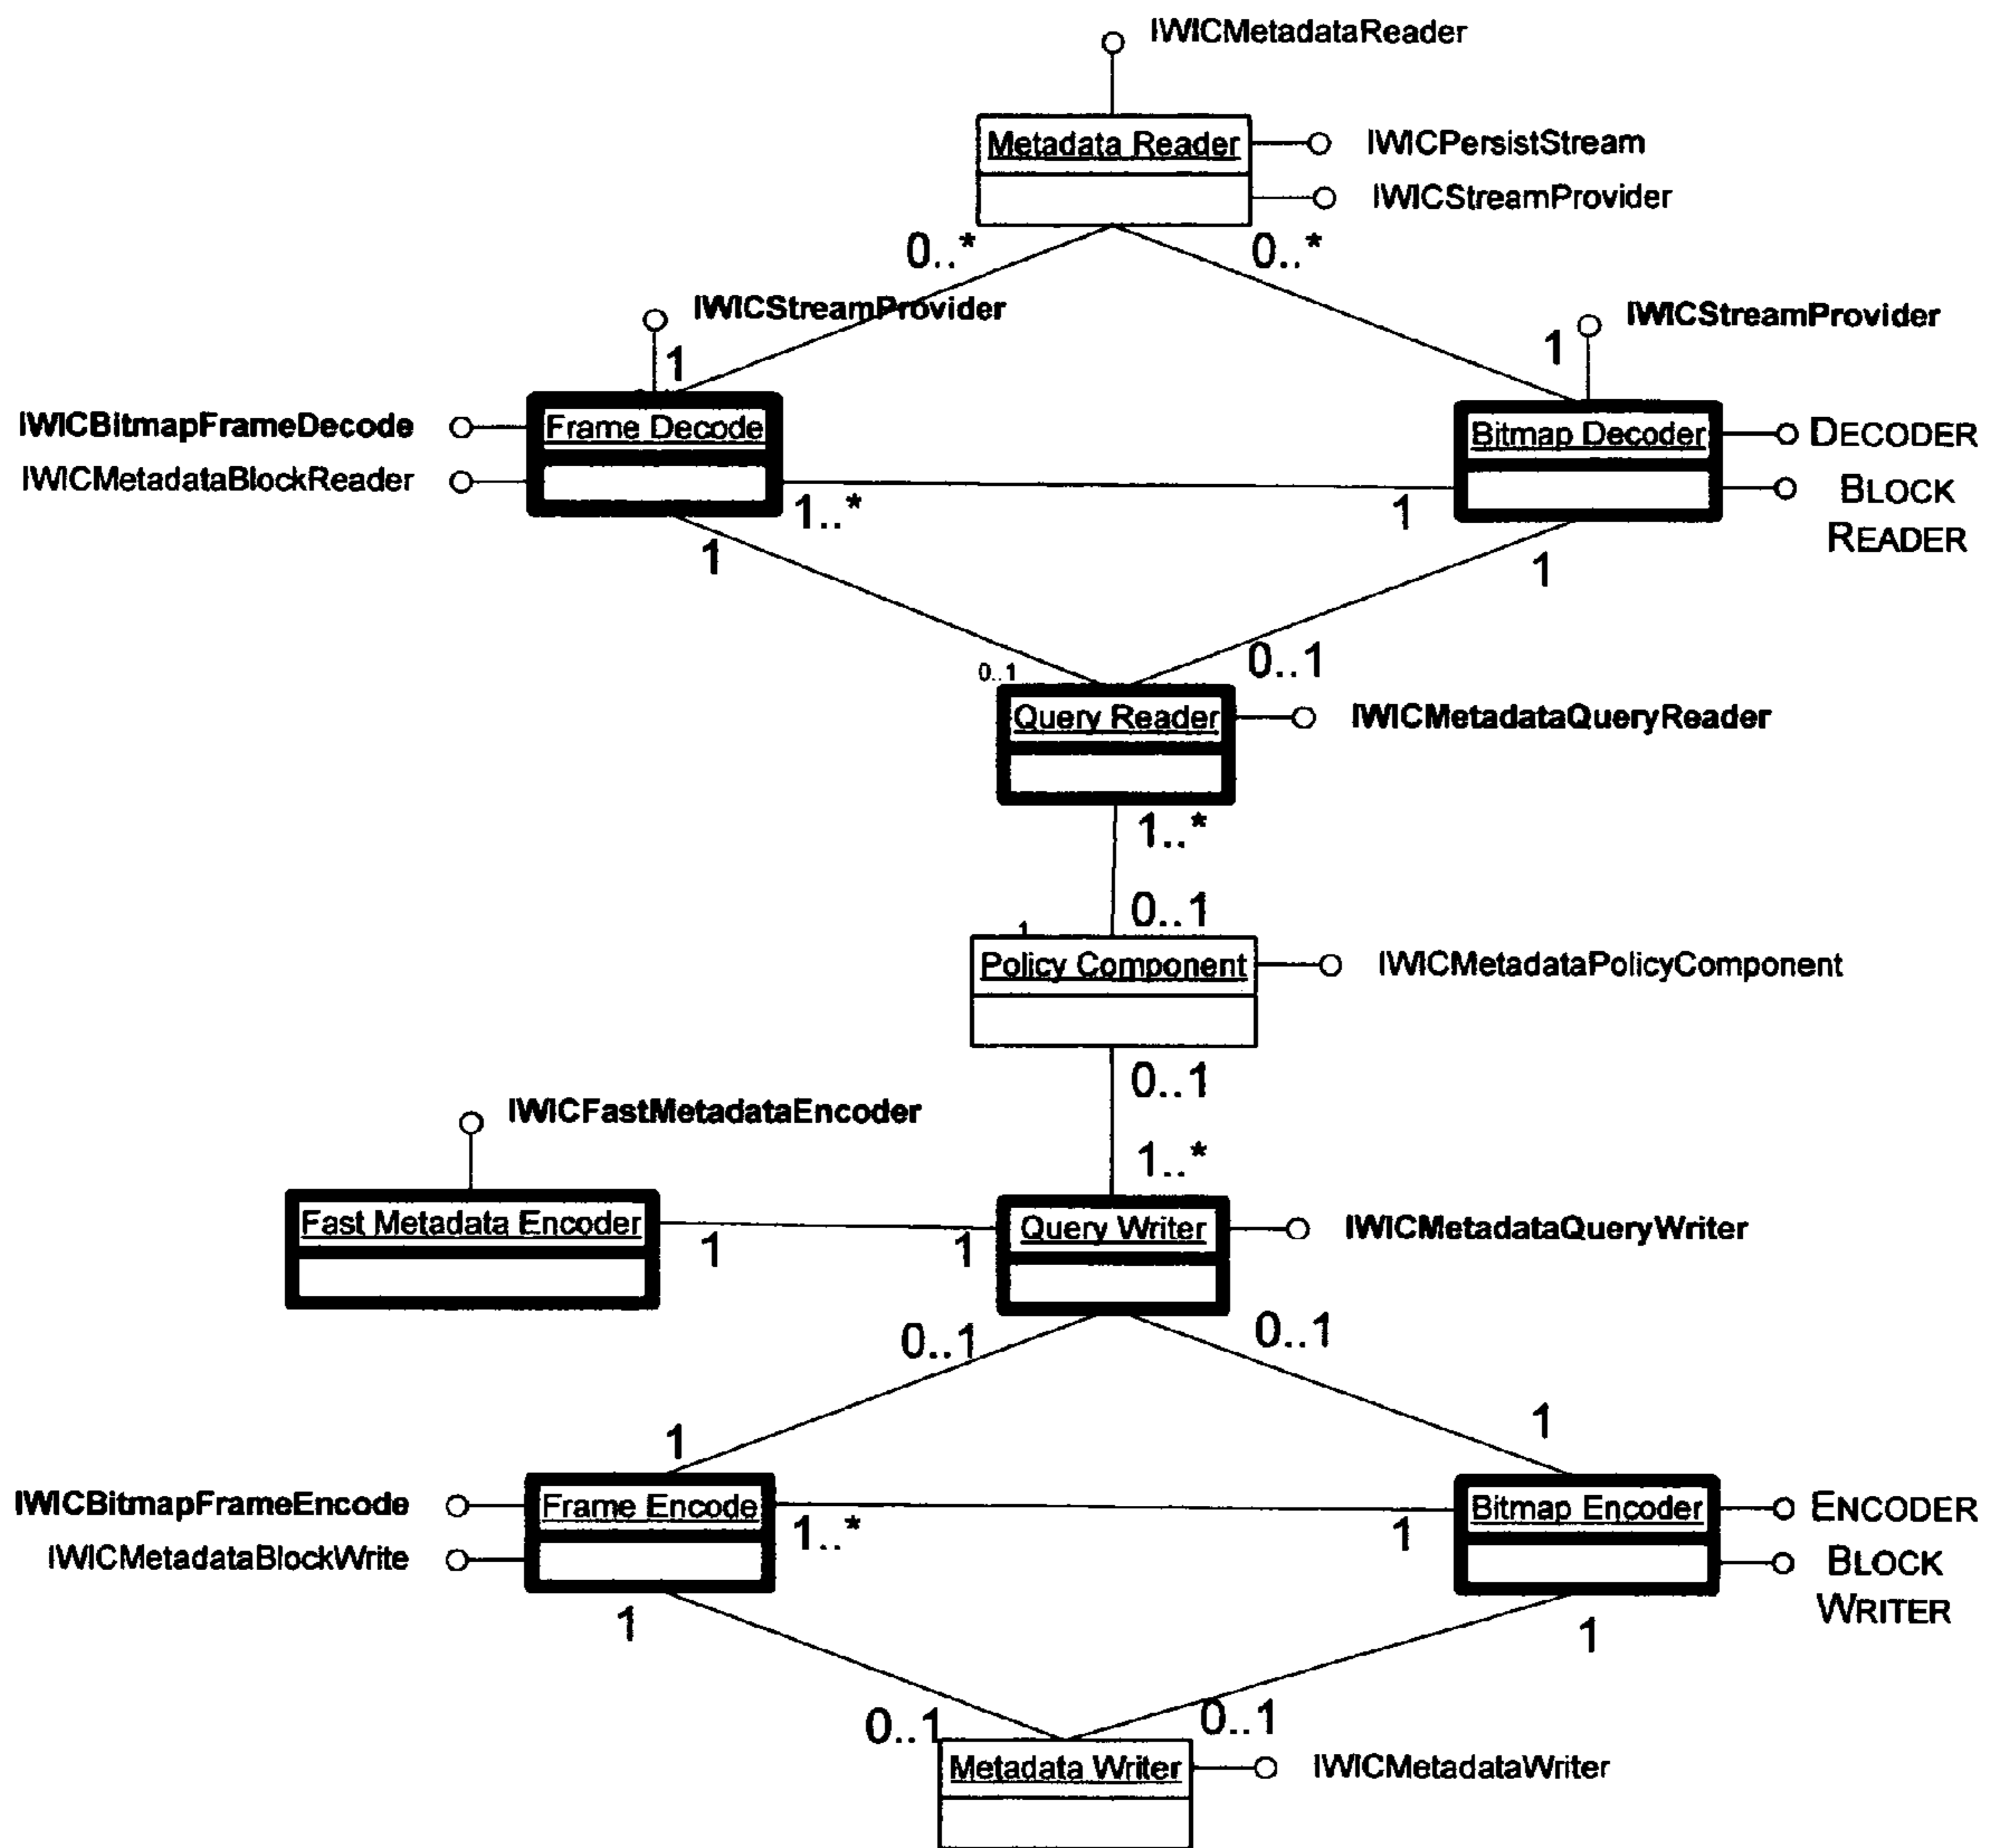 IWICMetadataReader
Metadata Reader
IWICPersistStream
IWICStreamProvider
0..*
0..*
IWICStreamProvider
IWICStreamProvider
1
1
IWICBitmapFrameDecode
Frame Decode
Bitmap Decoder
DECODER
IWICMetadataBlockReader
1..*
1
BLOCK
READER
1
1
0..1
0..1
Query Reader
IWICMetadataQueryReader
1..*
0..1
1
Policy Component
IWICMetadataPolicyComponent
0..1
IWICFastMetadataEncoder
1..*
Fast Metadata Encoder
1
1
Query Writer
IWICMetadataQueryWriter
0..1
0..1
1
1
IWICBitmapFrameEncode
Frame Encode
1..*
1
Bitmap Encoder
ENCODER
IWICMetadataBlockWrite
BLOCK
WRITER
1
1
0..1
0..1
Metadata Writer
IWICMetadataWriter